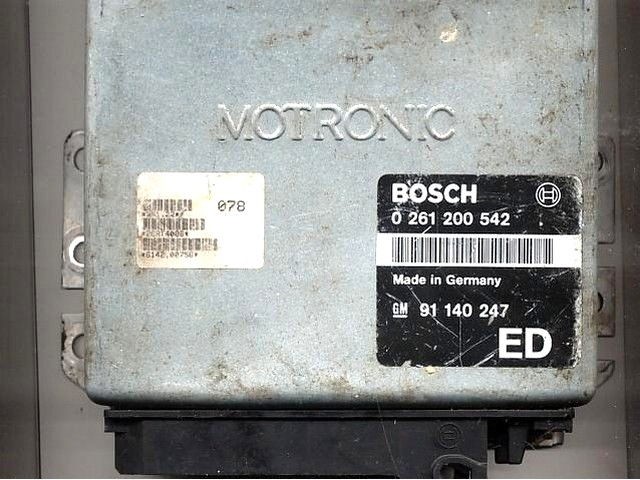 MOTRONIC
078
BOSCH
0 261 200 542
Made in Germany
GM 91 140 247
ED